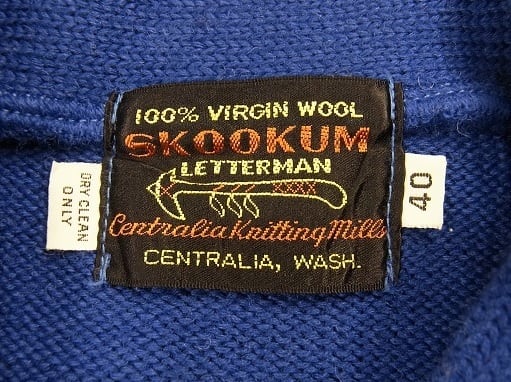 100% VIRGIN WOOL
SKOOKUM
LETTERMAN
Centralia Knitting Mills
CENTRALIA, WASH.
DRY CLEAN
ONLY
40